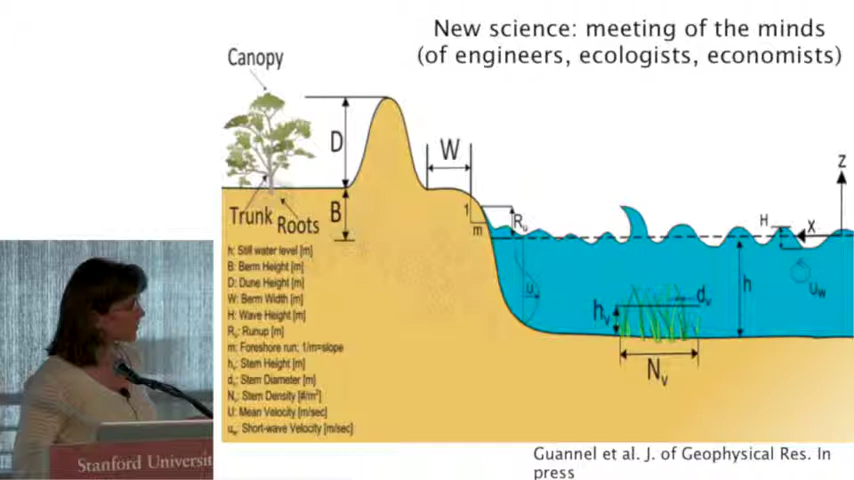 New science: meeting of the minds
(of engineers, ecologists, economists)
Canopy
D
W
Z
Trunk
Roots
B
1
m
Ru
H
X
h: Still water level [m]
B: Berm Height [m]
D: Dune Height [m]
W: Berm Width [m]
H: Wave Height [m]
Ru: Runup [m]
m: Foreshore run; 1/m=slope
hv: Stem Height [m]
dv: Stem Diameter [m]
Nv: Stem Density [#/m²]
U: Mean Velocity [m/sec]
uw: Short-wave Velocity [m/sec]
u
hv
dv
h
Uw
Nv
Stanford Universit
Guannel et al. J. of Geophysical Res. In
press